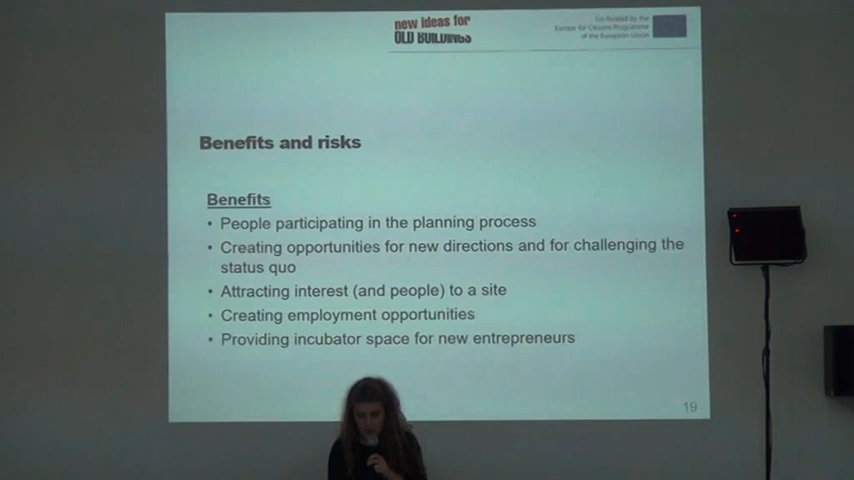 new ideas for
OLD BUILDINGS
Co-funded by the
Europe for Citizens Programme
of the European Union
Benefits and risks
Benefits
• People participating in the planning process
• Creating opportunities for new directions and for challenging the
status quo
• Attracting interest (and people) to a site
• Creating employment opportunities
• Providing incubator space for new entrepreneurs
19